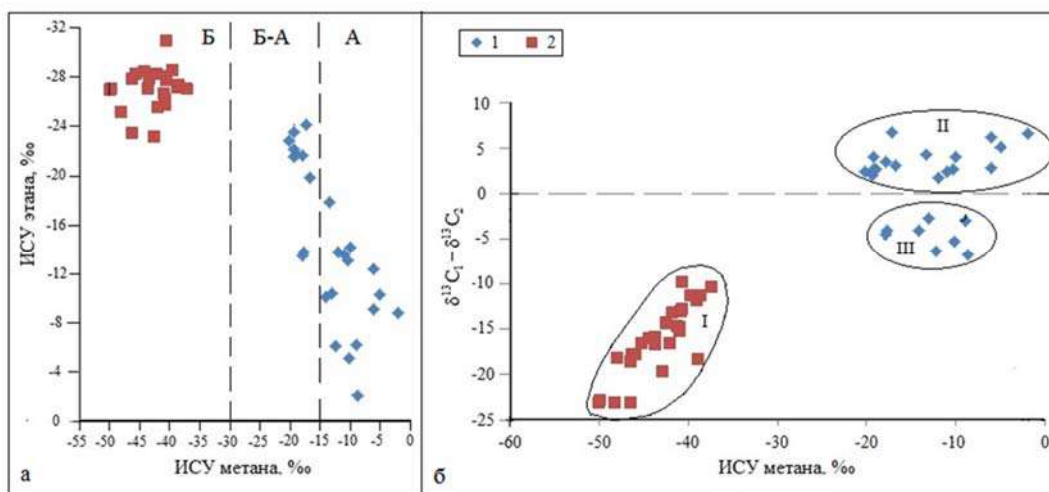 Б Б-А А
-32
-28
-24
-20
-16
-12
-8
-4
0
ИСУ этана, ‰
-55 -50 -45 -40 -35 -30 -25 -20 -15 -10 -5 0
ИСУ метана, ‰
а
1 2
10
5
0
-5
-10
-15
-20
-25
δ¹³C₁ – δ¹³C₂
II
III
I
-60 -50 -40 -30 -20 -10 0
ИСУ метана, ‰
б